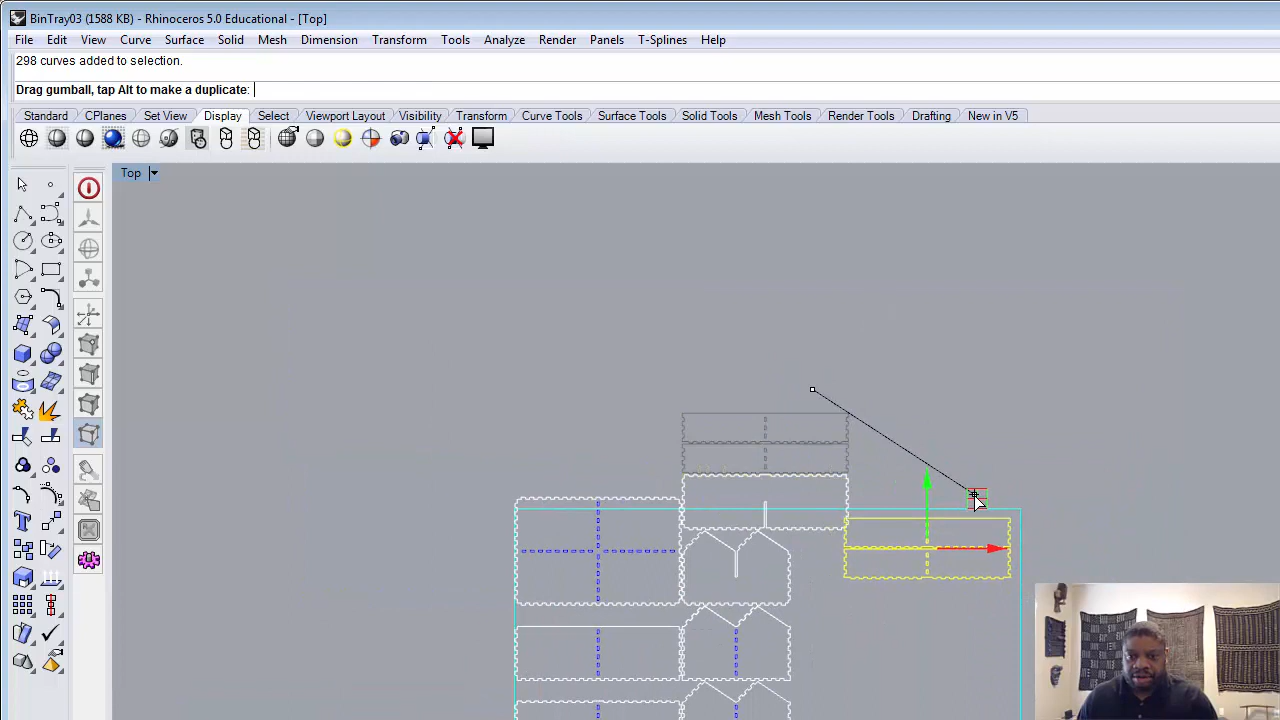 BinTray03 (1588 KB) - Rhinoceros 5.0 Educational - [Top]
File Edit View Curve Surface Solid Mesh Dimension Transform Tools Analyze Render Panels T-Splines Help
298 curves added to selection.
Drag gumball, tap Alt to make a duplicate:
Standard CPlanes Set View Display Select Viewport Layout Visibility Transform Curve Tools Surface Tools Solid Tools Mesh Tools Render Tools Drafting New in V5
Top